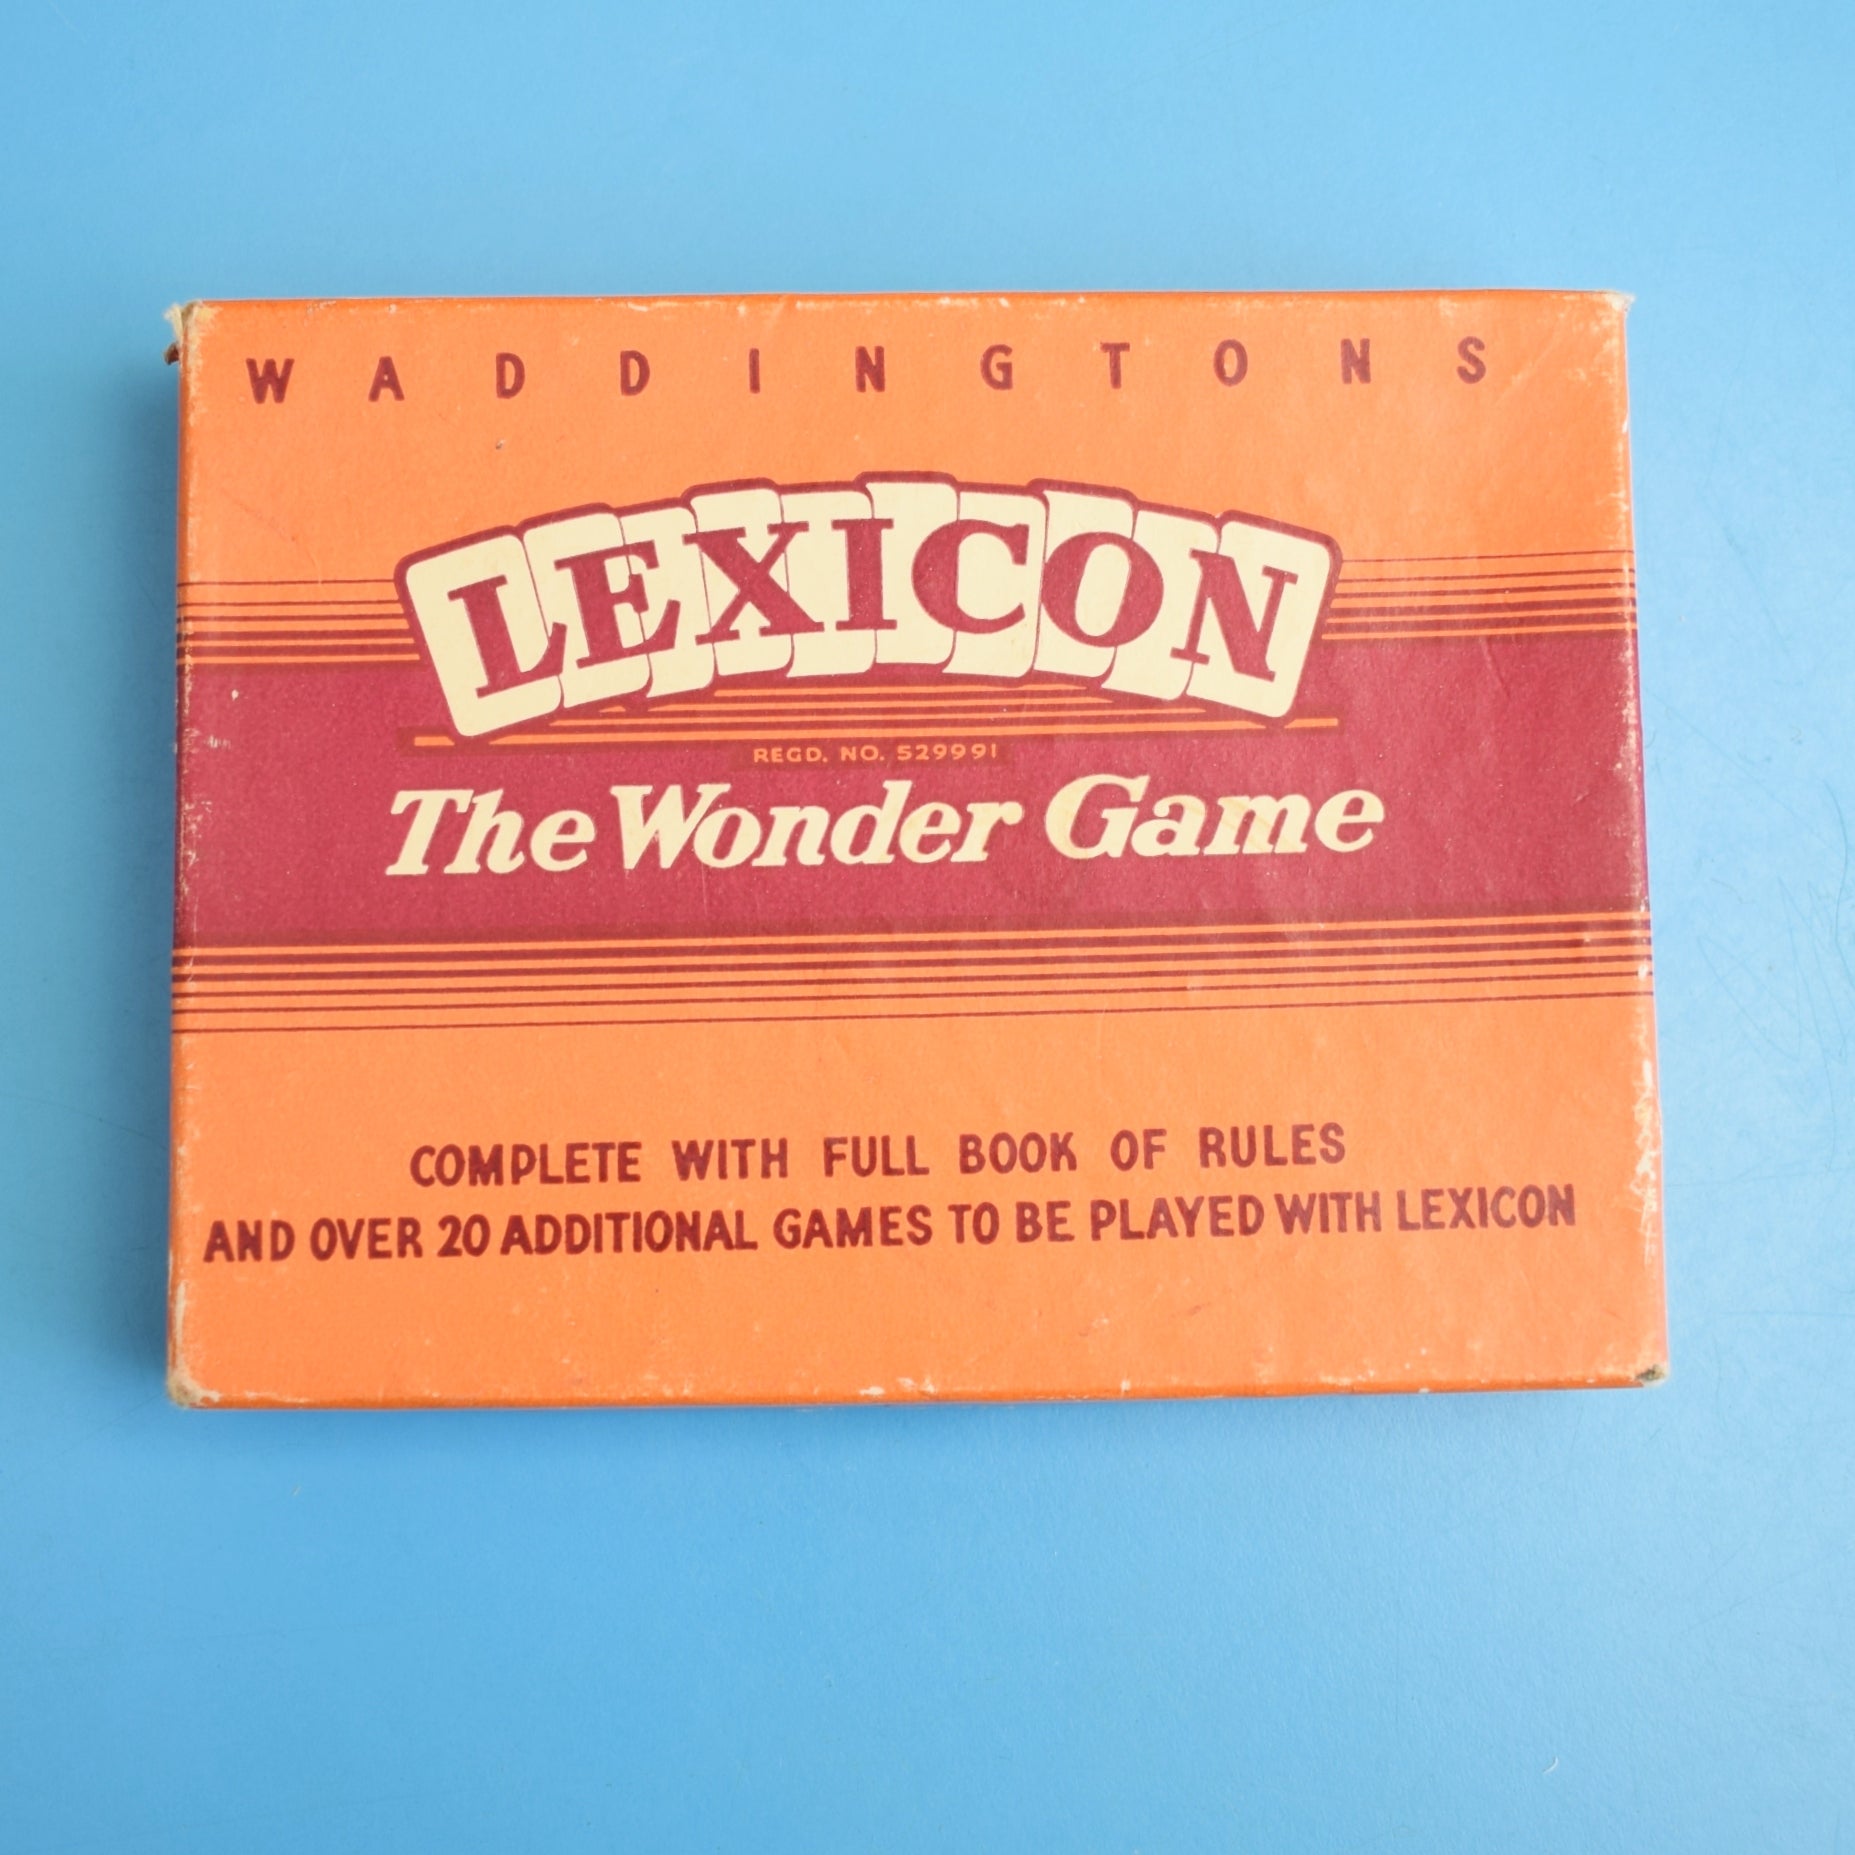 WADDINGTONS
LEXICON
REGD. NO. 529991
The Wonder Game
COMPLETE WITH FULL BOOK OF RULES
AND OVER 20 ADDITIONAL GAMES TO BE PLAYED WITH LEXICON